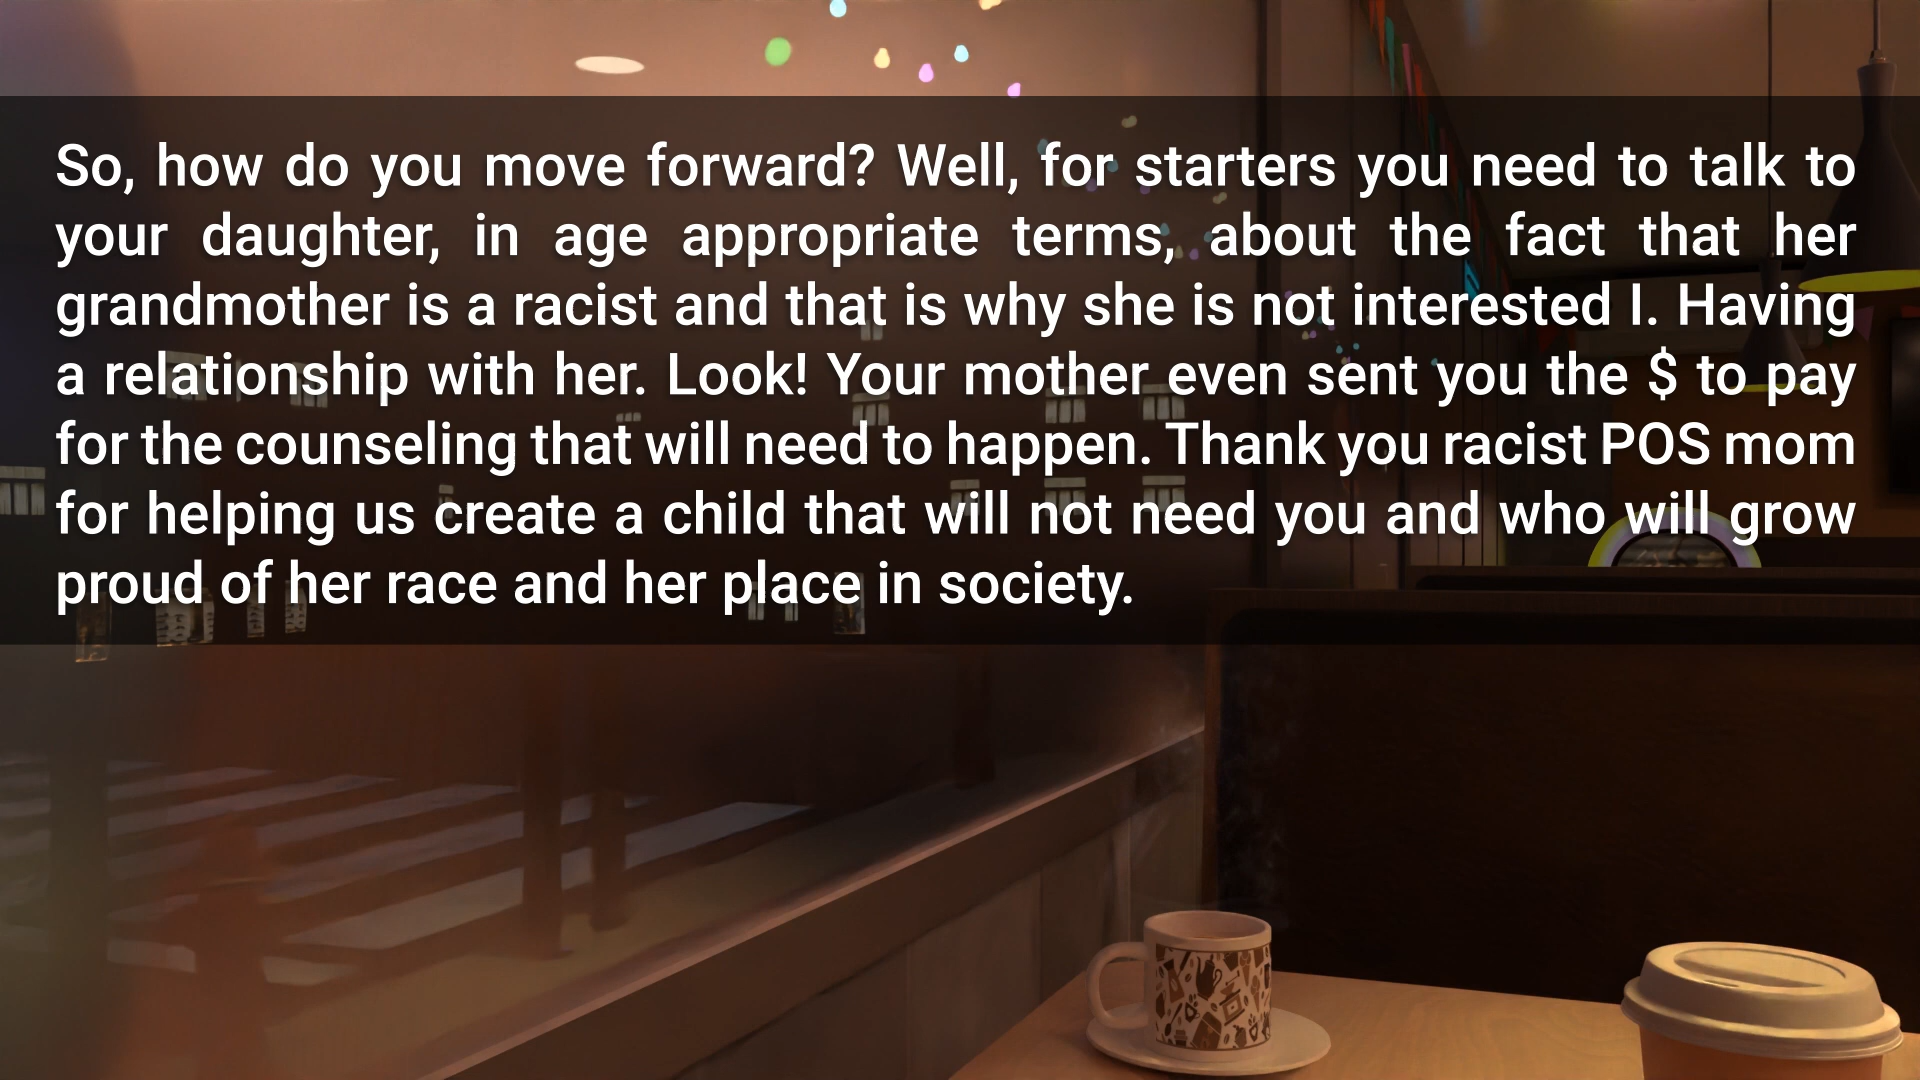 So, how do you move forward? Well, for starters you need to talk to
your daughter, in age appropriate terms, about the fact that her
grandmother is a racist and that is why she is not interested I. Having
a relationship with her. Look! Your mother even sent you the $ to pay
for the counseling that will need to happen. Thank you racist POS mom
for helping us create a child that will not need you and who will grow
proud of her race and her place in society.